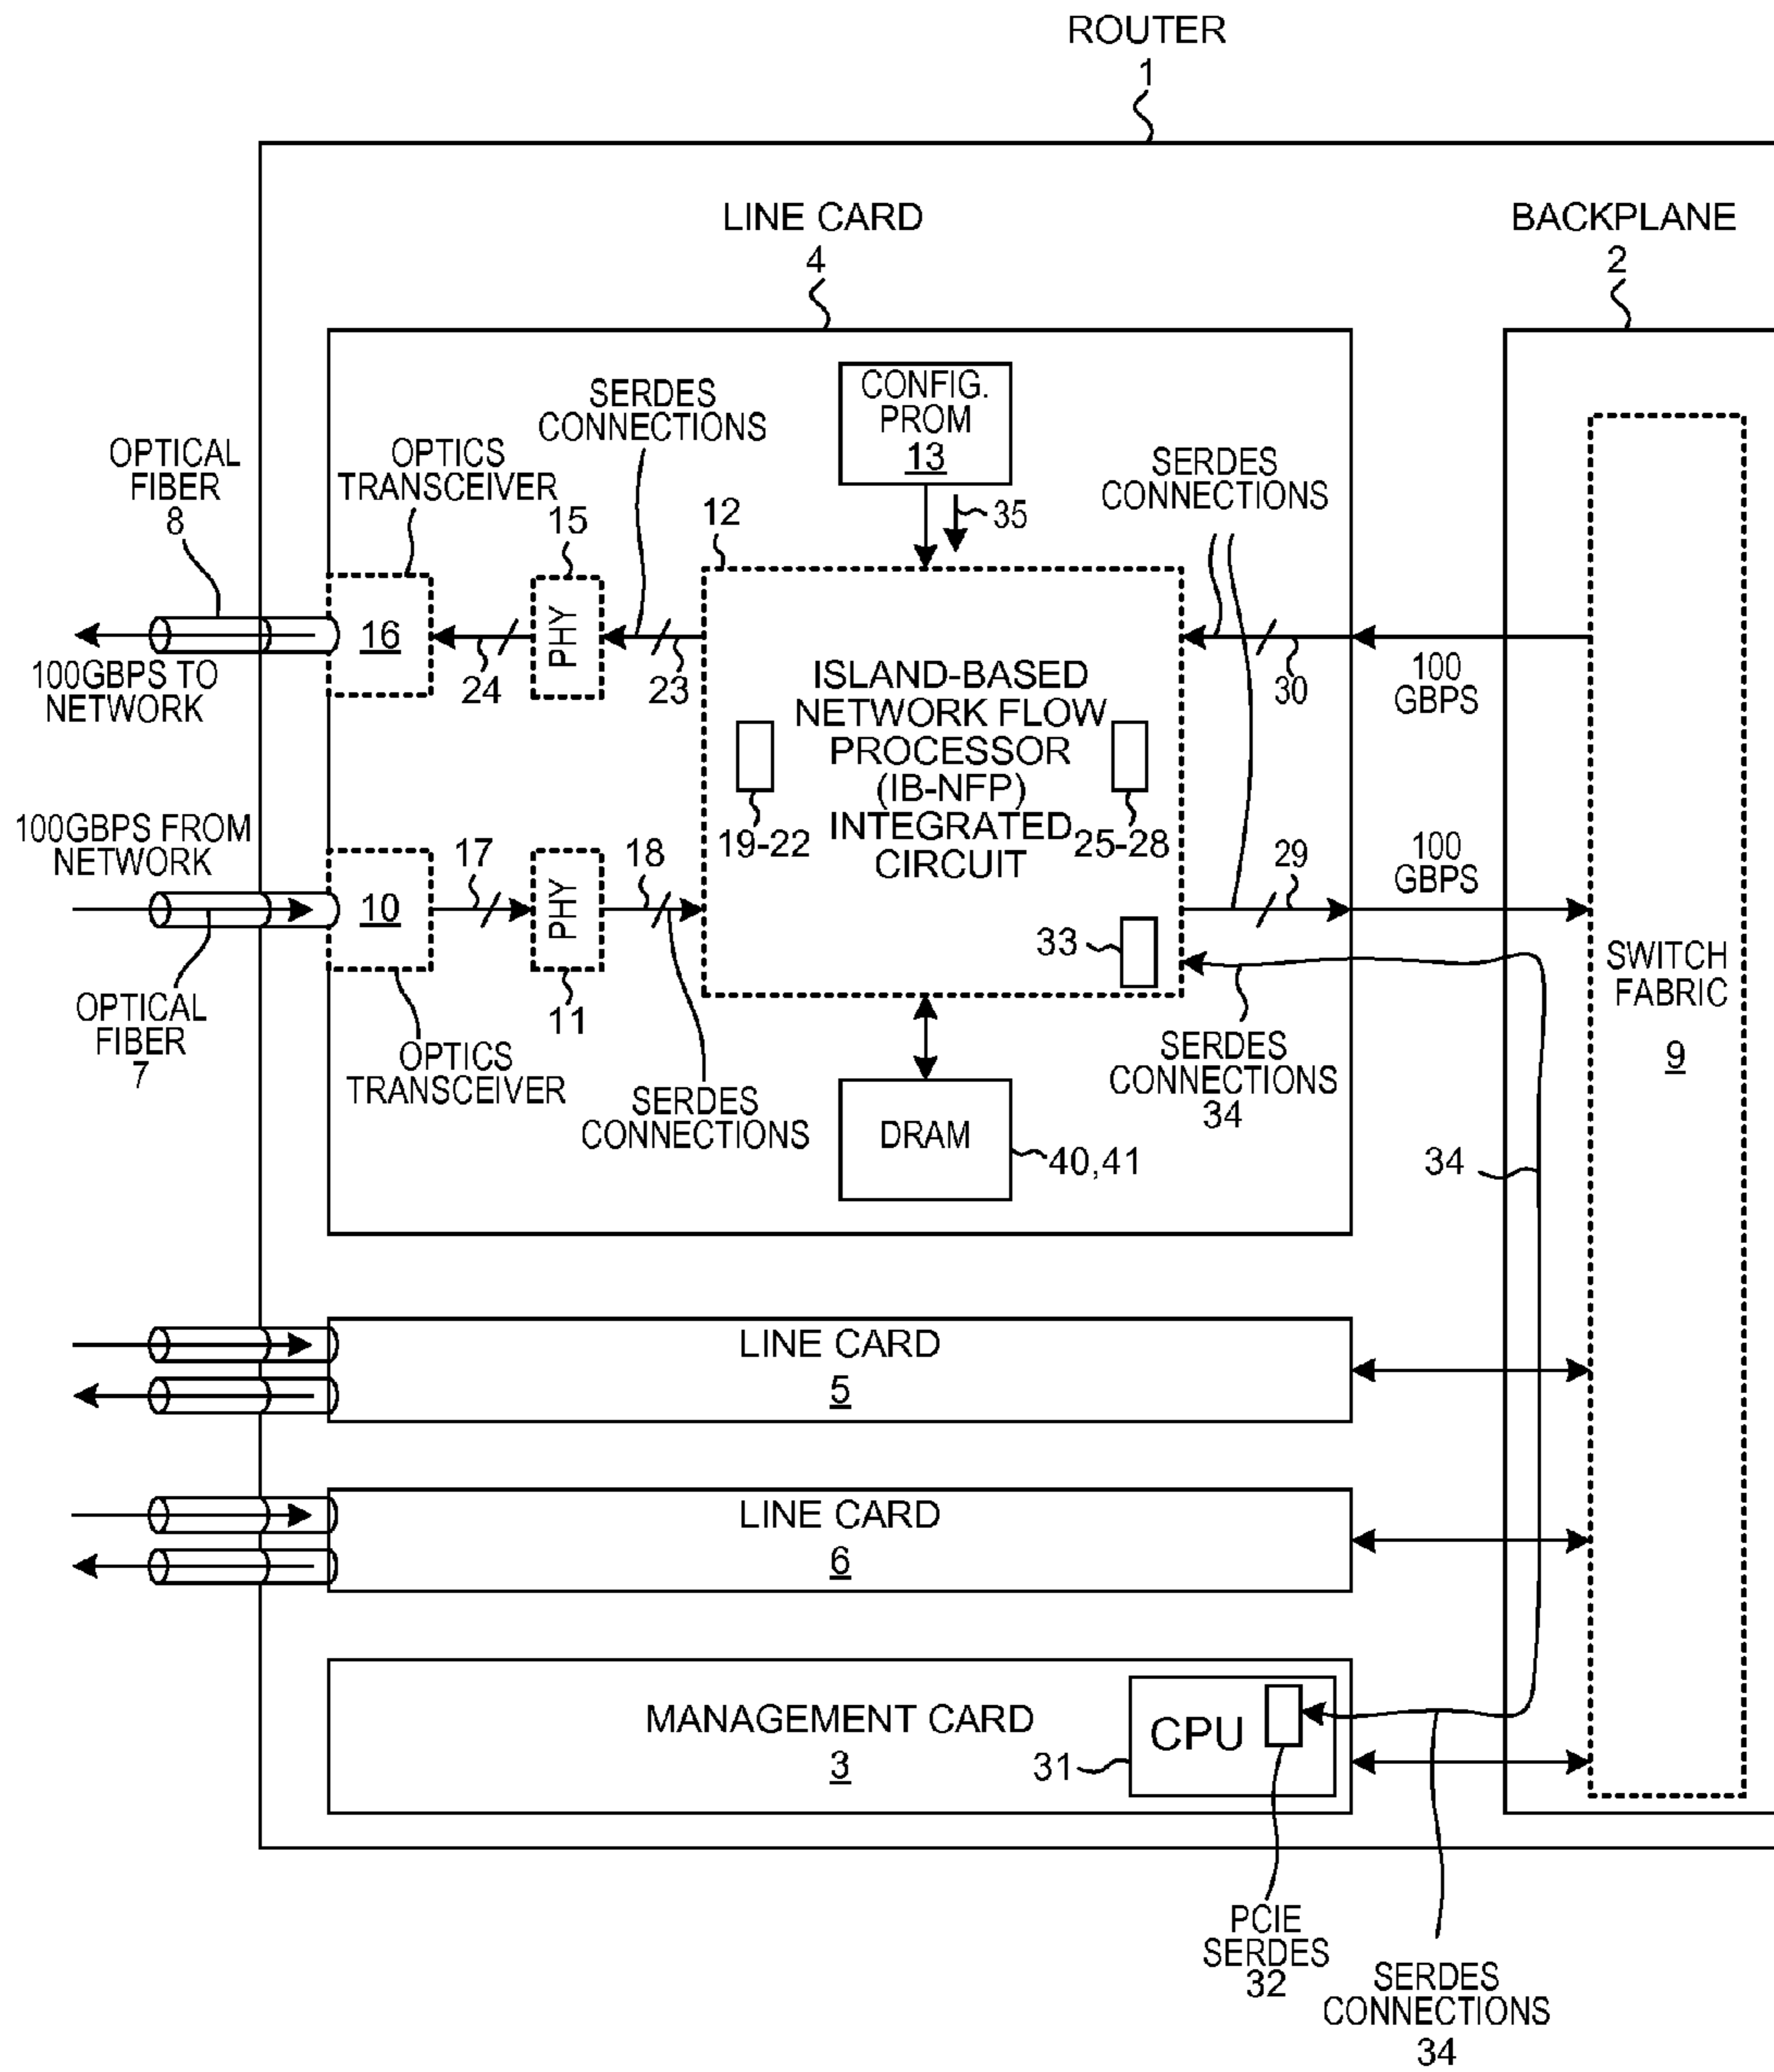 ROUTER
1
LINE CARD
4
BACKPLANE
2
SERDES
CONNECTIONS
CONFIG.
PROM
13
OPTICAL
FIBER
8
OPTICS
TRANSCEIVER
15
12
35
SERDES
CONNECTIONS
16
PHY
24
23
30
100
GBPS
100GBPS TO
NETWORK
ISLAND-BASED
NETWORK FLOW
PROCESSOR
(IB-NFP)
INTEGRATED
CIRCUIT
19-22
25-28
100GBPS FROM
NETWORK
10
17
PHY
18
29
100
GBPS
33
SWITCH
FABRIC
9
OPTICAL
FIBER
7
11
OPTICS
TRANSCEIVER
SERDES
CONNECTIONS
SERDES
CONNECTIONS
34
DRAM
40,41
34
LINE CARD
5
LINE CARD
6
MANAGEMENT CARD
3
31
CPU
PCIE
SERDES
32
SERDES
CONNECTIONS
34